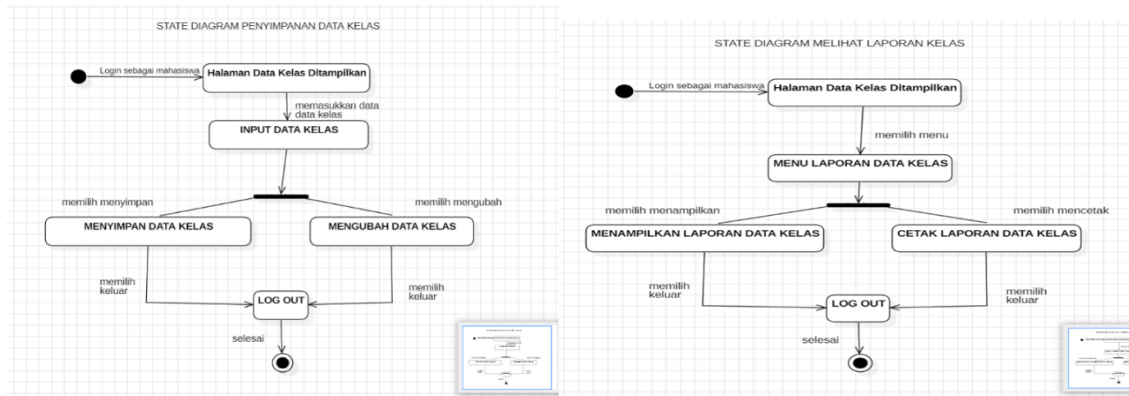 STATE DIAGRAM PENYIMPANAN DATA KELAS
Login sebagai mahasiswa
Halaman Data Kelas Ditampilkan
memasukkan data
data kelas
INPUT DATA KELAS
memilih menyimpan
memilih mengubah
MENYIMPAN DATA KELAS
MENGUBAH DATA KELAS
memilih
keluar
memilih
keluar
LOG OUT
selesai
STATE DIAGRAM MELIHAT LAPORAN KELAS
Login sebagai mahasiswa
Halaman Data Kelas Ditampilkan
memilih menu
MENU LAPORAN DATA KELAS
memilih menampilkan
memilih mencetak
MENAMPILKAN LAPORAN DATA KELAS
CETAK LAPORAN DATA KELAS
memilih
keluar
memilih
keluar
LOG OUT
selesai